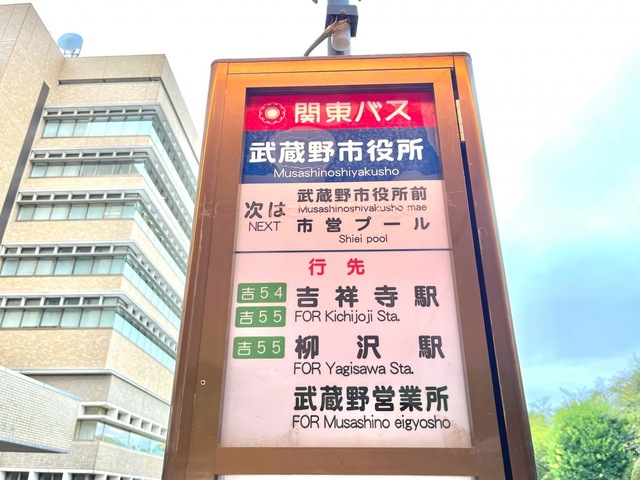 関東バス
武蔵野市役所
Musashinoshiyakusho
次は
NEXT
武蔵野市役所前
Musashinoshiyakusho mae
市営プール
Shiei pool
行先
吉54
吉55
吉祥寺駅
FOR Kichijoji Sta.
吉55
柳沢駅
FOR Yagisawa Sta.
武蔵野営業所
FOR Musashino eigyosho